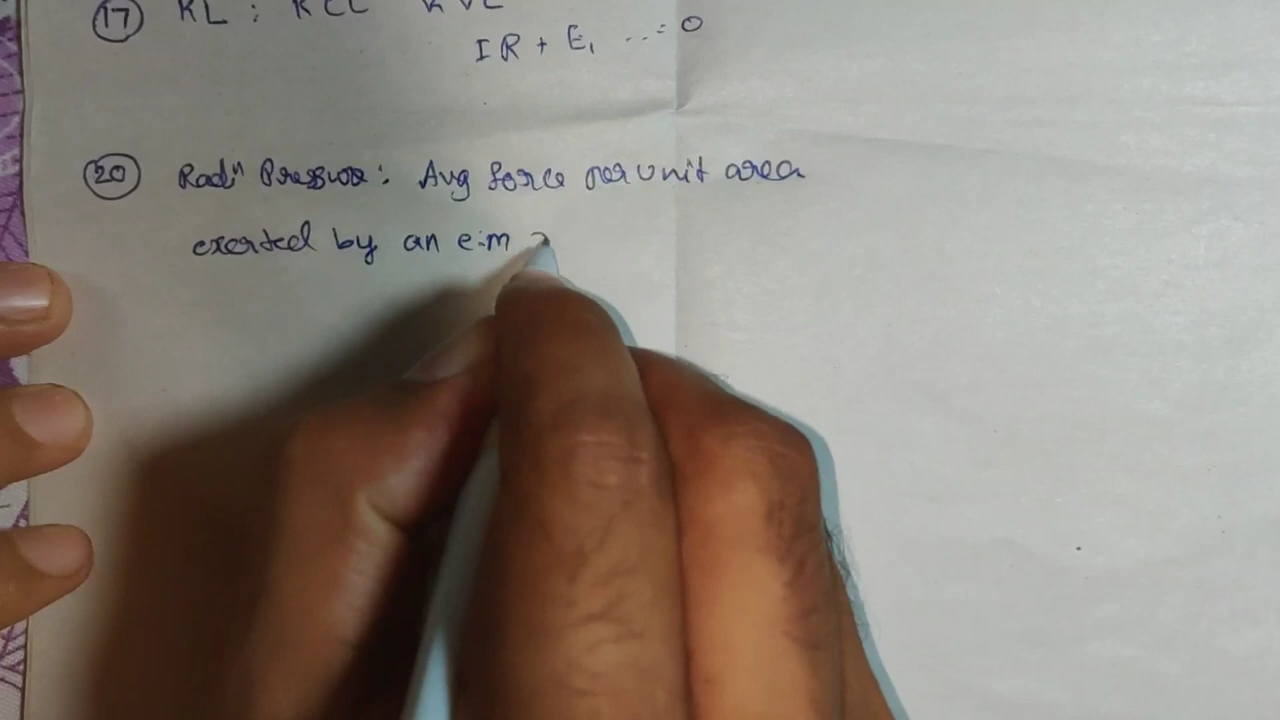 17 KL : KCL KVL
IR + E, ..= 0
20 Radⁿ Pressure : Avg force per unit area
exerted by an e.m